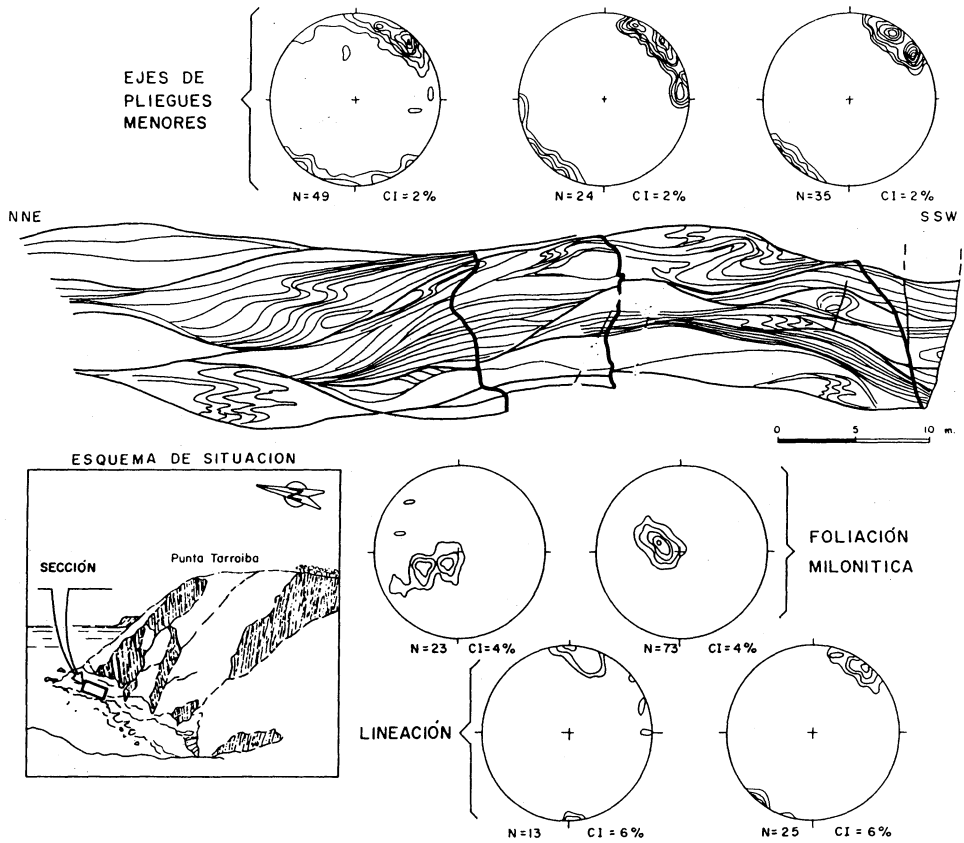 EJES DE
PLIEGUES
MENORES
N=49 CI=2%
N=24 CI=2%
N=35 CI=2%
NNE
SSW
0 5 10 m.
ESQUEMA DE SITUACION
Punta Tarroiba
SECCIÓN
N=23 CI=4%
N=73 CI=4%
FOLIACIÓN
MILONITICA
LINEACIÓN
N=13 CI=6%
N=25 CI=6%